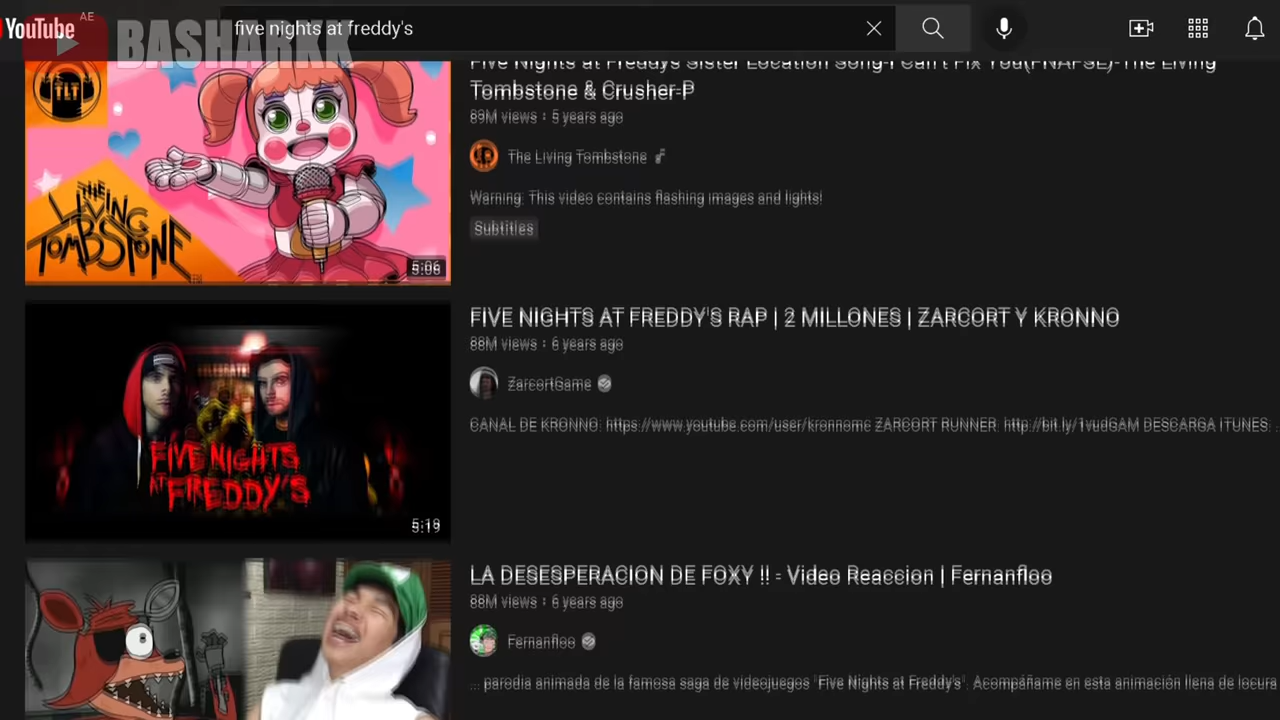 YouTube AE
BASHARKK
five nights at freddy's
Five Nights at Freddys Sister Location Song-I Can't Fix You(FNAFSL)-The Living
Tombstone & Crusher-P
89M views • 5 years ago
The Living Tombstone
Warning: This video contains flashing images and lights!
Subtitles
TLT
THE
LIVING
TOMBSTONE
5:06
FIVE NIGHTS AT FREDDY'S RAP | 2 MILLONES | ZARCORT Y KRONNO
88M views • 6 years ago
ZarcortGame
CANAL DE KRONNO: https://www.youtube.com/user/kronnomc ZARCORT RUNNER: http://bit.ly/1vudGAM DESCARGA ITUNES: ...
FIVE NIGHTS
AT FREDDY'S
5:19
LA DESESPERACION DE FOXY !! - Video Reaccion | Fernanfloo
88M views • 6 years ago
Fernanfloo
... parodia animada de la famosa saga de videojuegos "Five Nights at Freddy's". Acompáñame en esta animación llena de locura